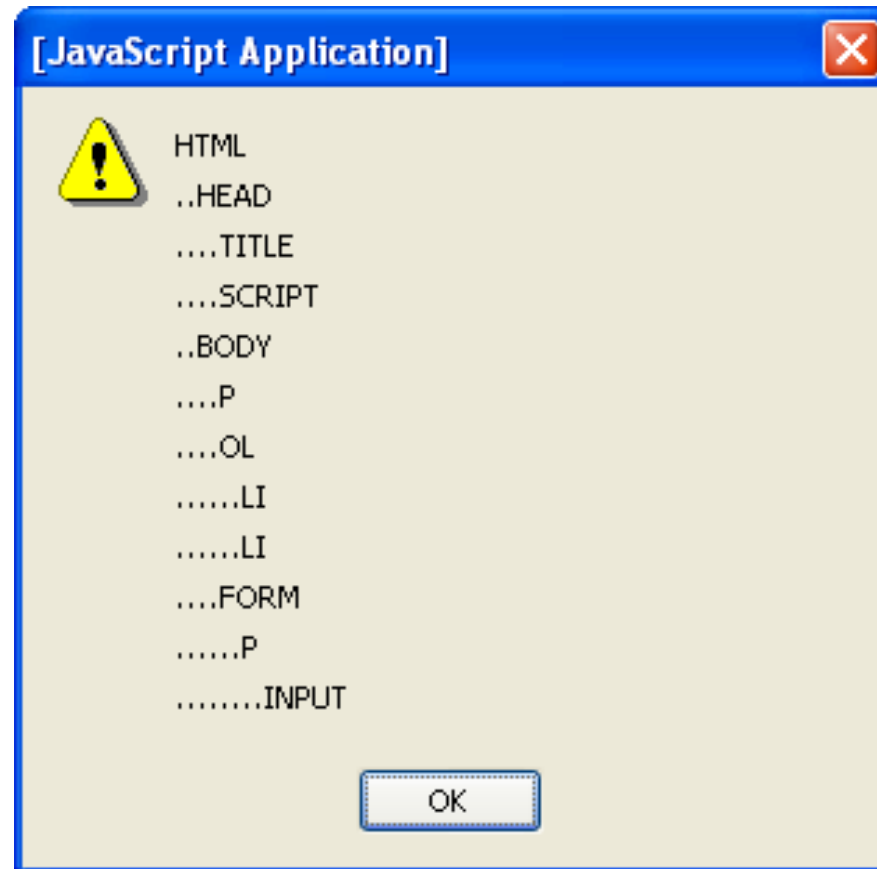 [JavaScript Application]
HTML
..HEAD
....TITLE
....SCRIPT
..BODY
....P
....OL
......LI
......LI
....FORM
......P
........INPUT
OK